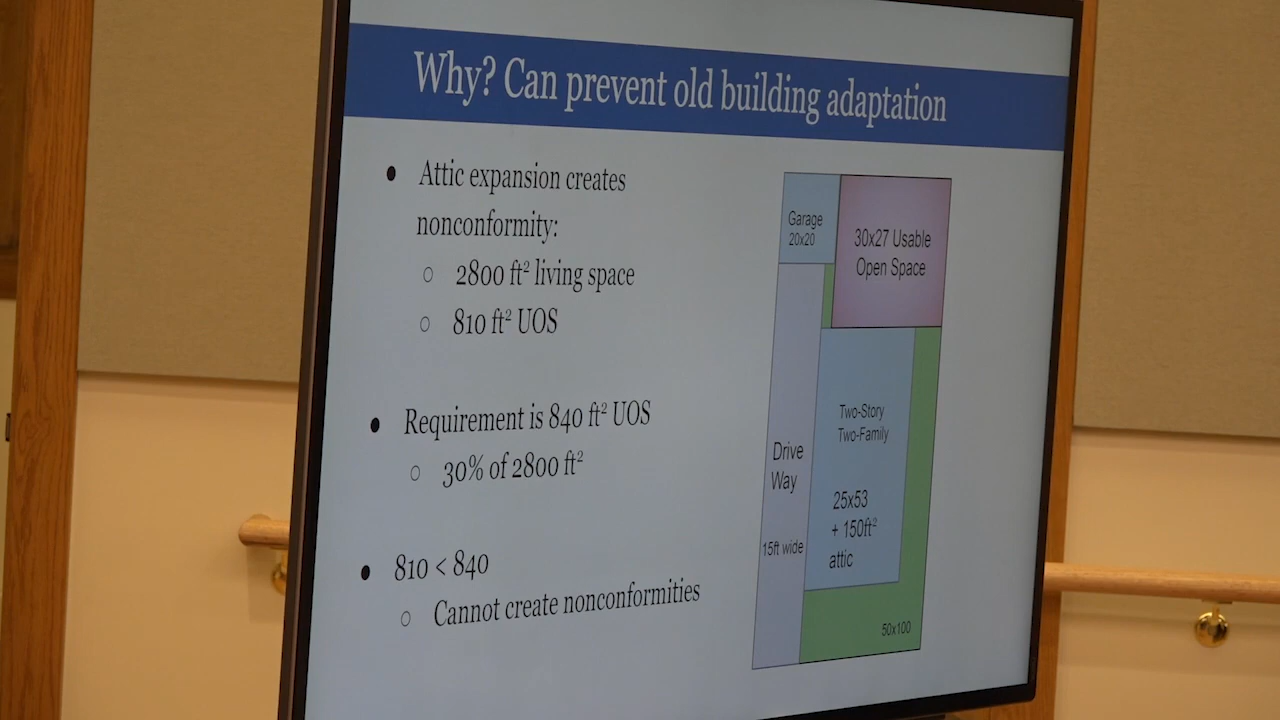 Why? Can prevent old building adaptation
● Attic expansion creates
nonconformity:
○ 2800 ft² living space
○ 810 ft² UOS
● Requirement is 840 ft² UOS
○ 30% of 2800 ft²
● 810 < 840
○ Cannot create nonconformities
Garage
20x20
30x27 Usable
Open Space
Two-Story
Two-Family
Drive
Way
25x53
+ 150ft²
attic
15ft wide
50x100